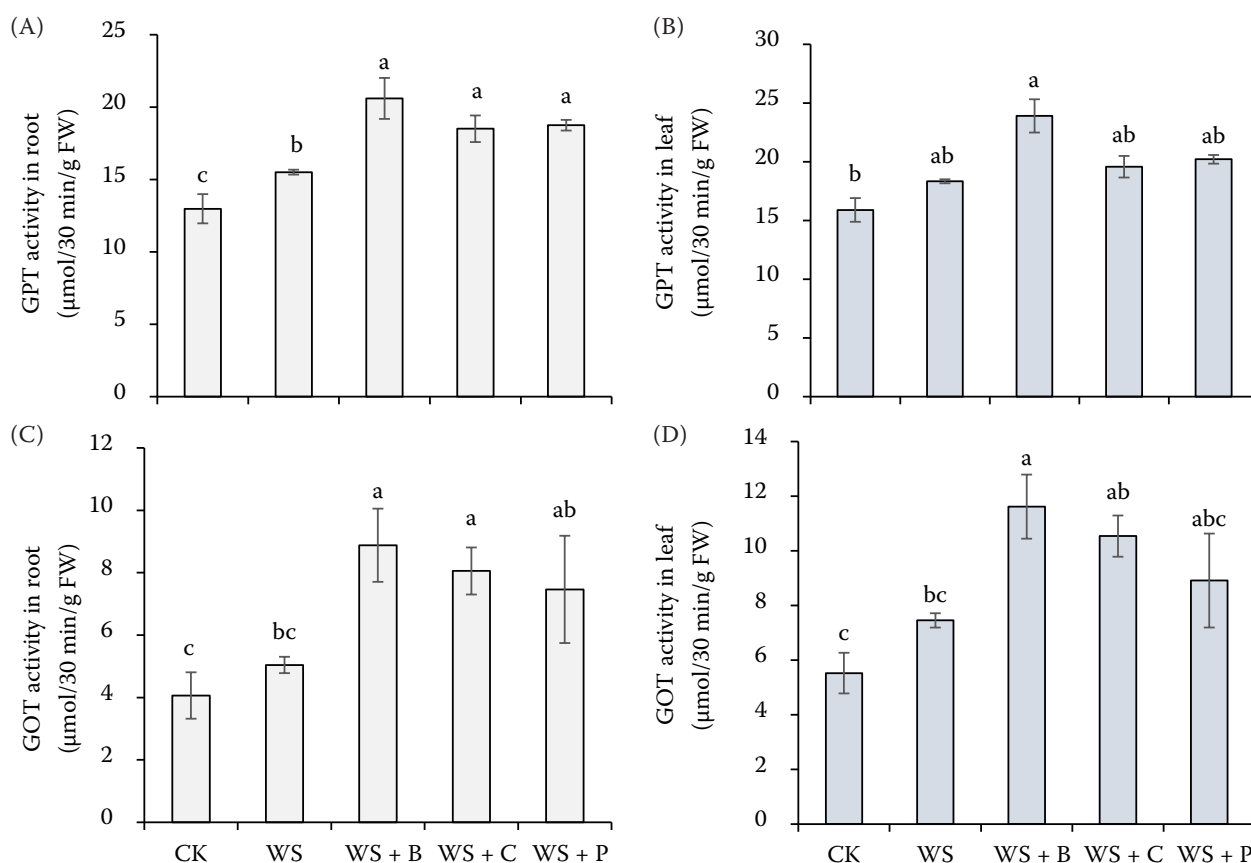 (A)
GPT activity in root
(µmol/30 min/g FW)
25
20
15
10
5
0
c
b
a
a
a
(B)
GPT activity in leaf
(µmol/30 min/g FW)
30
25
20
15
10
5
0
b
ab
a
ab
ab
(C)
GOT activity in root
(µmol/30 min/g FW)
12
10
8
6
4
2
0
c
bc
a
a
ab
CK WS WS + B WS + C WS + P
(D)
GOT activity in leaf
(µmol/30 min/g FW)
14
12
10
8
6
4
2
0
c
bc
a
ab
abc
CK WS WS + B WS + C WS + P